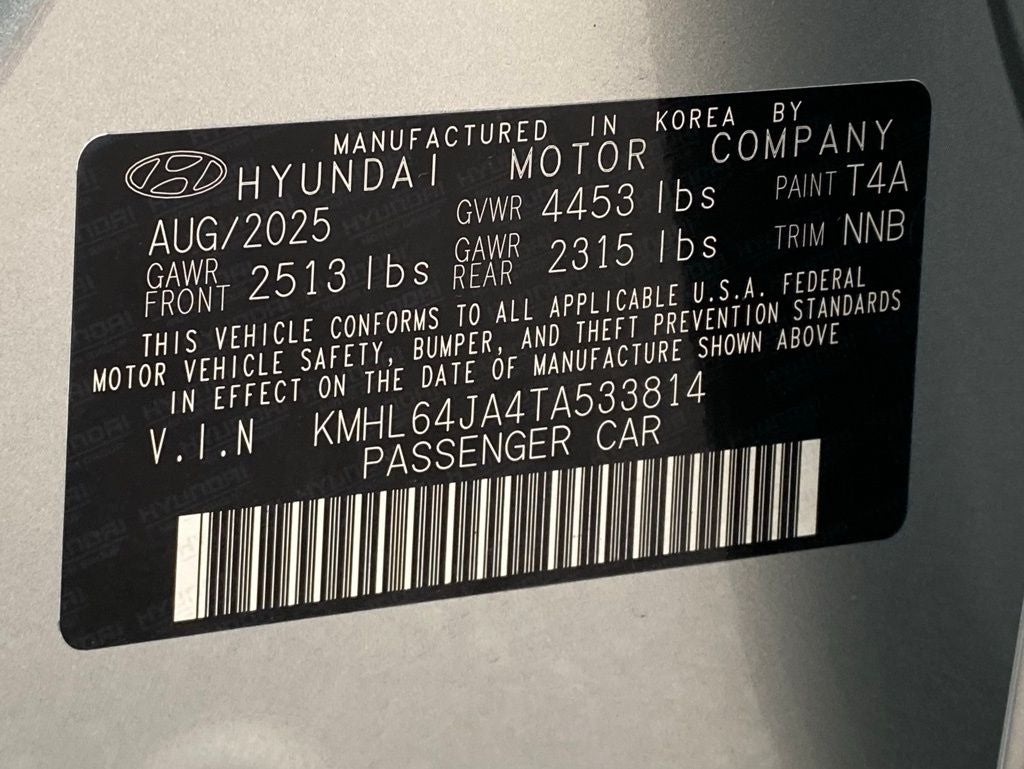 MANUFACTURED IN KOREA BY
HYUNDAI MOTOR COMPANY
AUG/2025 GVWR 4453 lbs PAINT T4A
GAWR FRONT 2513 lbs GAWR REAR 2315 lbs TRIM NNB
THIS VEHICLE CONFORMS TO ALL APPLICABLE U.S.A. FEDERAL
MOTOR VEHICLE SAFETY, BUMPER, AND THEFT PREVENTION STANDARDS
IN EFFECT ON THE DATE OF MANUFACTURE SHOWN ABOVE
V.I.N KMHL64JA4TA533814
PASSENGER CAR